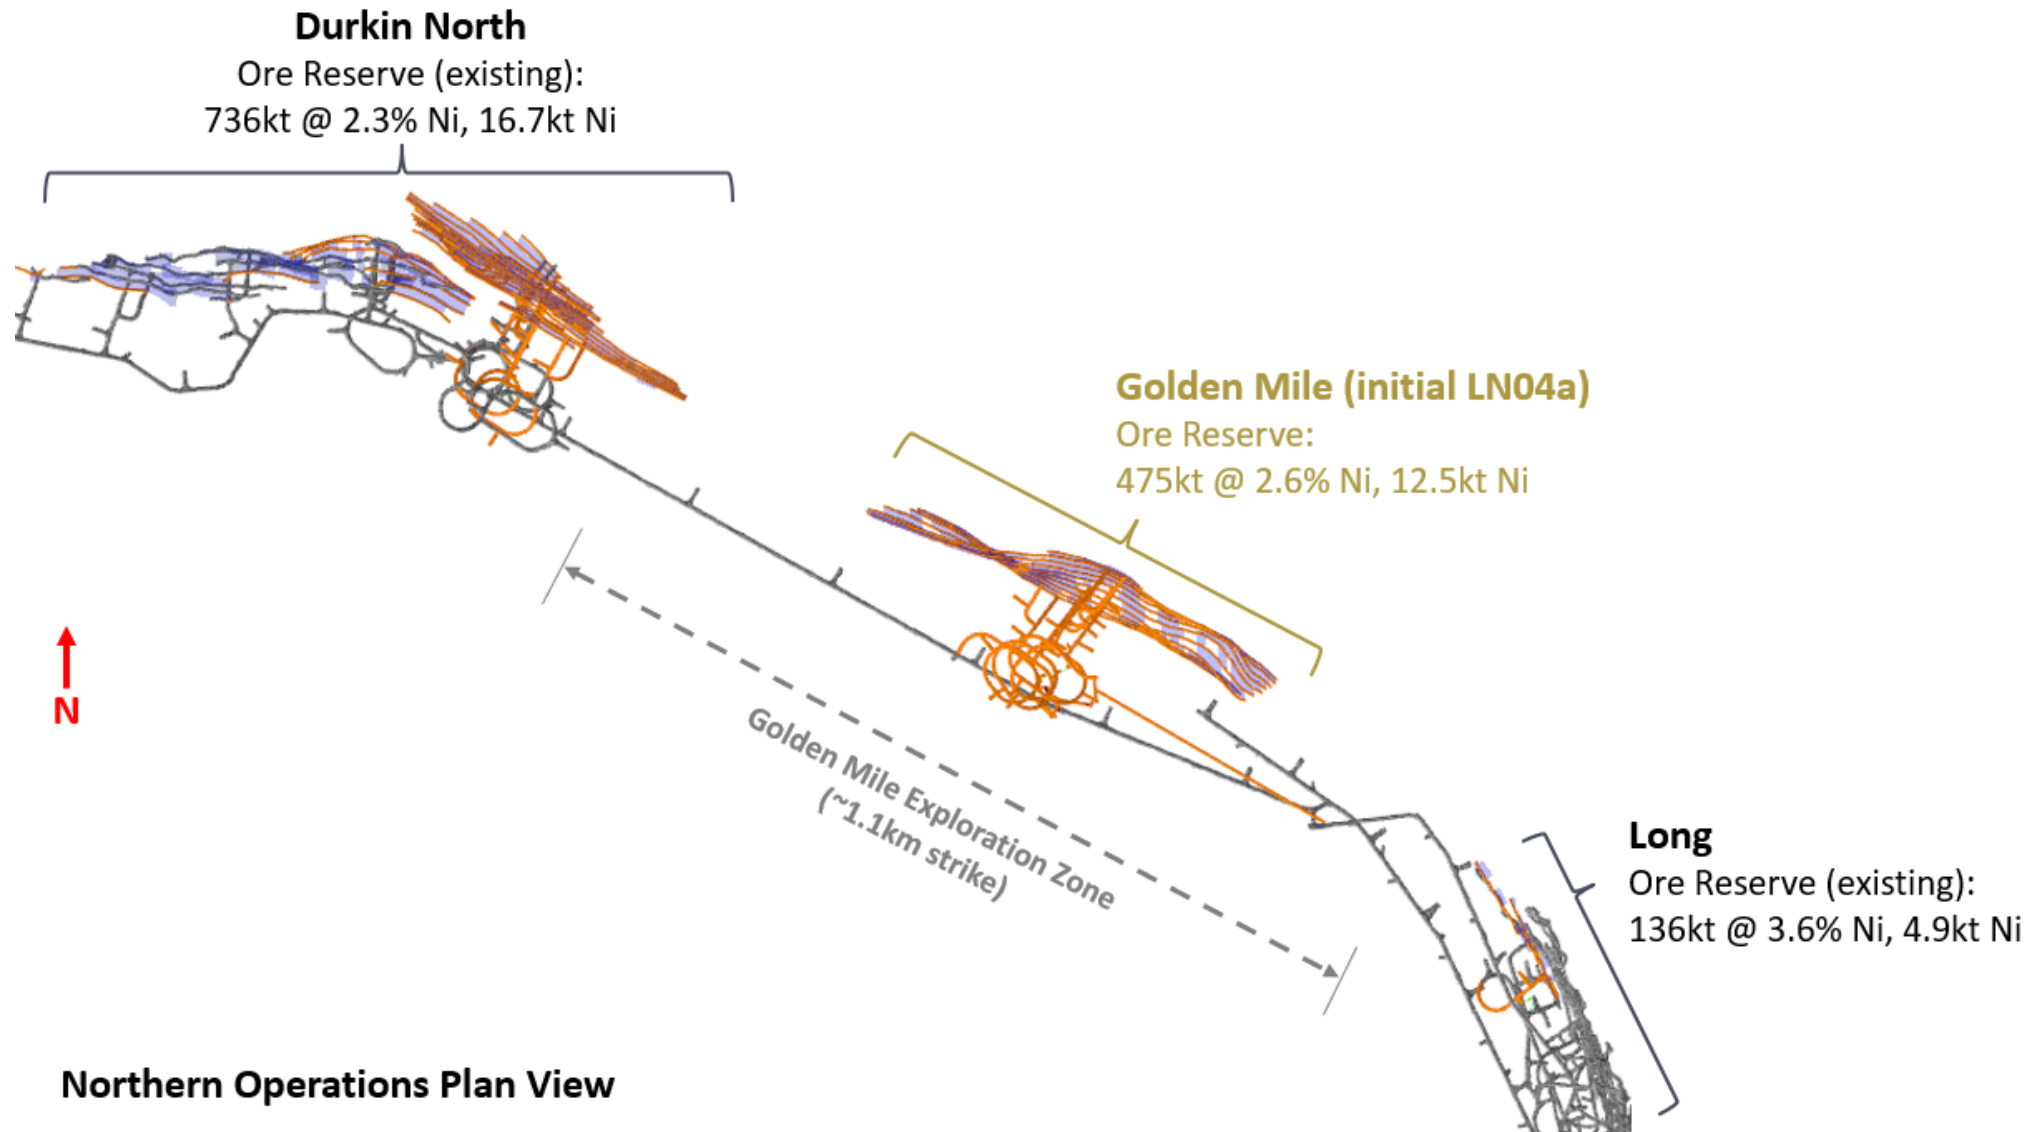 Durkin North
Ore Reserve (existing):
736kt @ 2.3% Ni, 16.7kt Ni
Golden Mile (initial LN04a)
Ore Reserve:
475kt @ 2.6% Ni, 12.5kt Ni
N
Golden Mile Exploration Zone
(~1.1km strike)
Long
Ore Reserve (existing):
136kt @ 3.6% Ni, 4.9kt Ni
Northern Operations Plan View